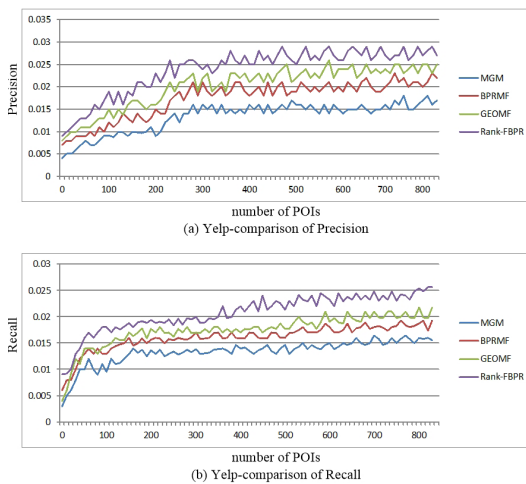 0.035
0.03
0.025
0.02
0.015
0.01
0.005
0
Precision
0 100 200 300 400 500 600 700 800
MGM
BPRMF
GEOMF
Rank-FBPR
number of POIs
(a) Yelp-comparison of Precision
0.03
0.025
0.02
0.015
0.01
0.005
0
Recall
0 100 200 300 400 500 600 700 800
MGM
BPRMF
GEOMF
Rank-FBPR
number of POIs
(b) Yelp-comparison of Recall